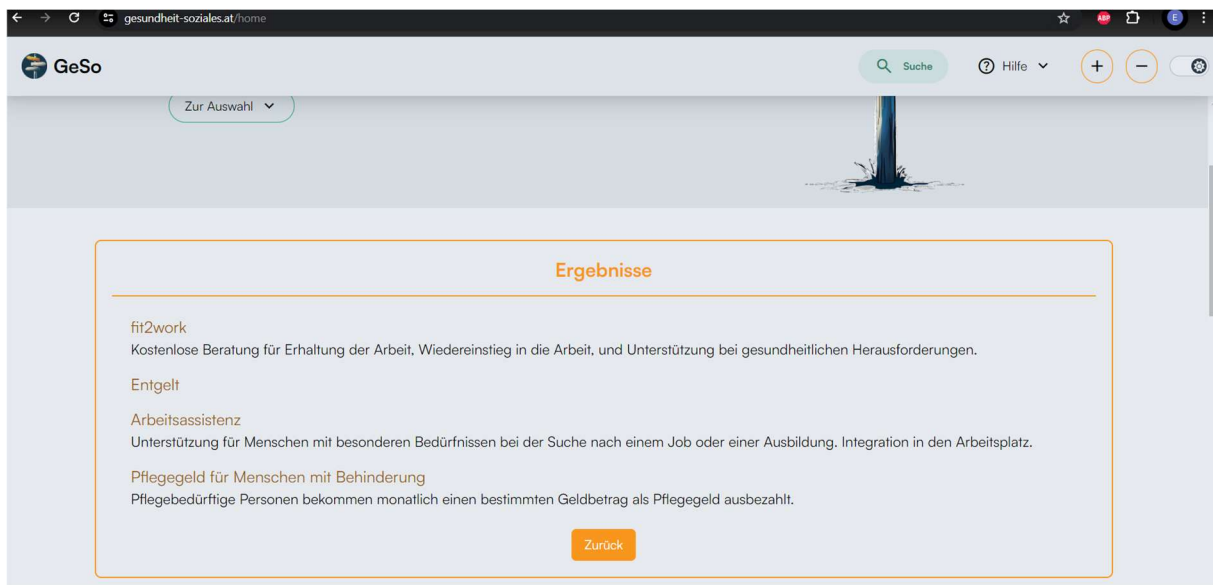 gesundheit-soziales.at/home
ABP
E
GeSo
Suche
Hilfe
+
−
Zur Auswahl
Ergebnisse
fit2work
Kostenlose Beratung für Erhaltung der Arbeit, Wiedereinstieg in die Arbeit, und Unterstützung bei gesundheitlichen Herausforderungen.
Entgelt
Arbeitsassistenz
Unterstützung für Menschen mit besonderen Bedürfnissen bei der Suche nach einem Job oder einer Ausbildung. Integration in den Arbeitsplatz.
Pflegegeld für Menschen mit Behinderung
Pflegebedürftige Personen bekommen monatlich einen bestimmten Geldbetrag als Pflegegeld ausbezahlt.
Zurück